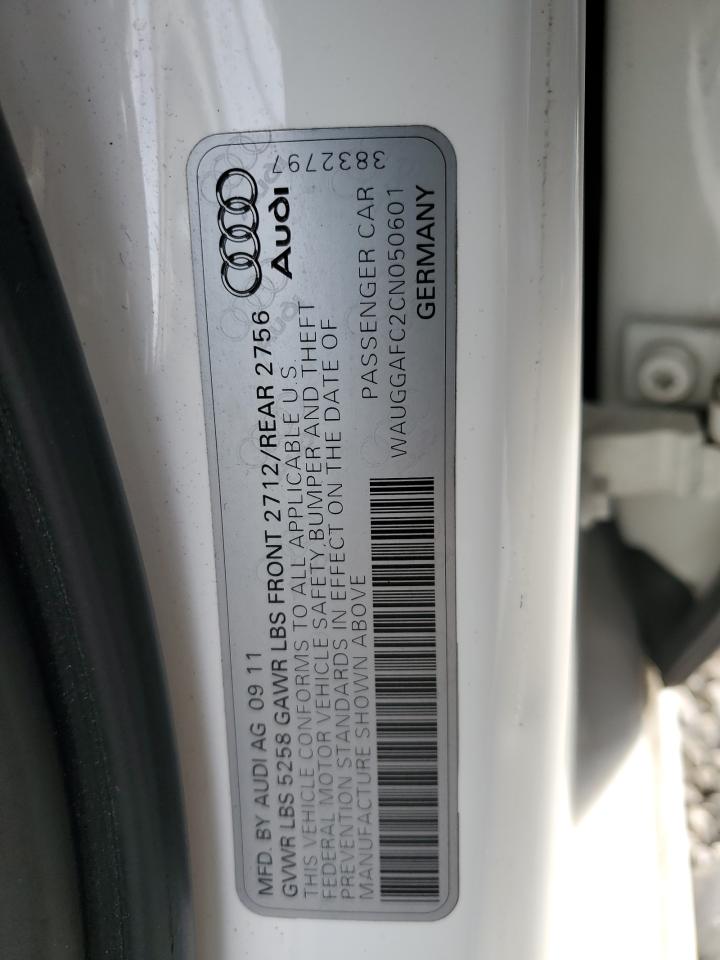 MFD. BY AUDI AG 09 11
GVWR LBS 5258 GAWR LBS FRONT 2712/REAR 2756
THIS VEHICLE CONFORMS TO ALL APPLICABLE U.S.
FEDERAL MOTOR VEHICLE SAFETY,BUMPER AND THEFT
PREVENTION STANDARDS IN EFFECT ON THE DATE OF
MANUFACTURE SHOWN ABOVE
Audi
3832797
PASSENGER CAR
WAUGGAFC2CN050601
GERMANY